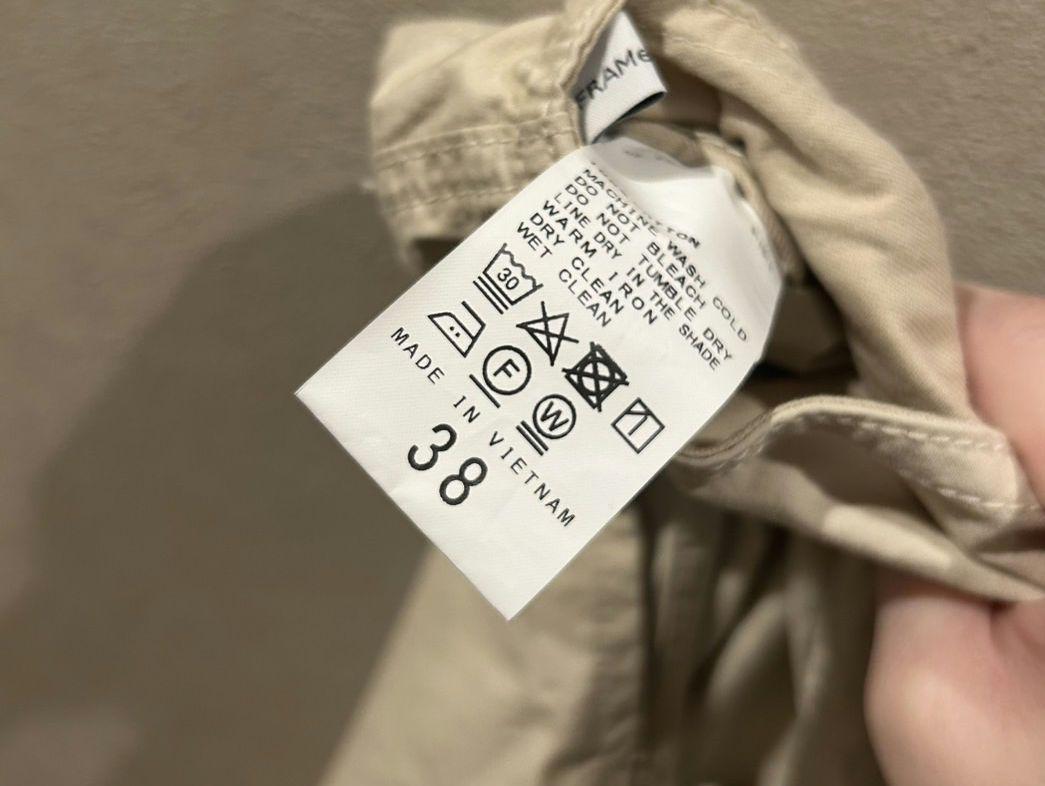 FRAMe
MACHINE WASH COLD
DO NOT BLEACH
DO NOT TUMBLE DRY
LINE DRY IN THE SHADE
WARM IRON
DRY CLEAN
WET CLEAN
30
F
W
MADE IN VIETNAM
38